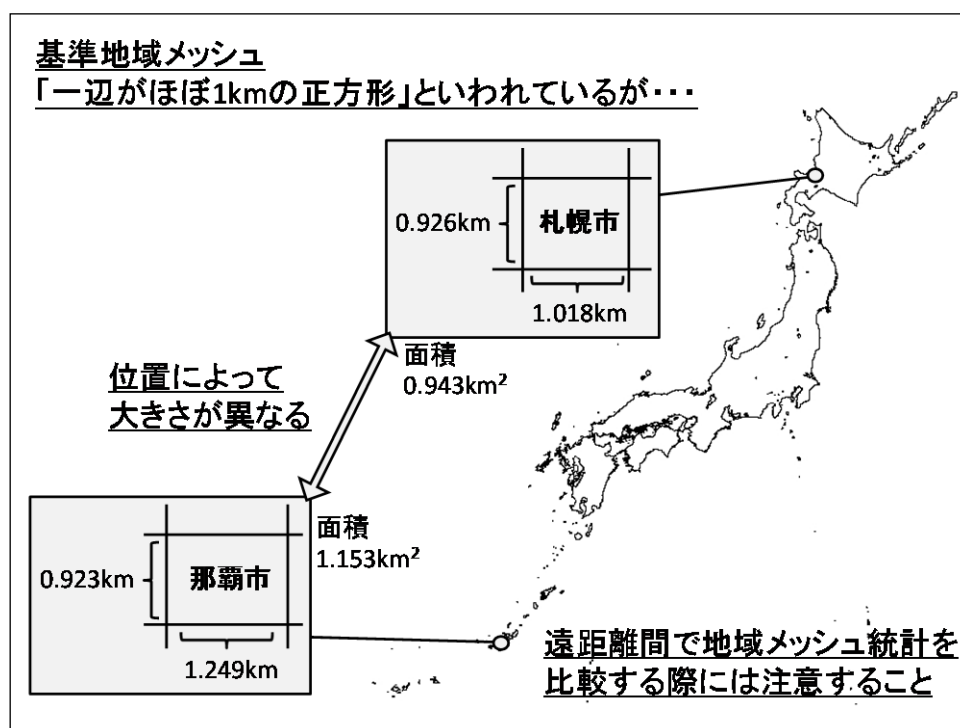 基準地域メッシュ
「一辺がほぼ1kmの正方形」といわれているが・・・
0.926km
札幌市
1.018km
面積
0.943km²
位置によって
大きさが異なる
面積
1.153km²
0.923km
那覇市
1.249km
遠距離間で地域メッシュ統計を
比較する際には注意すること